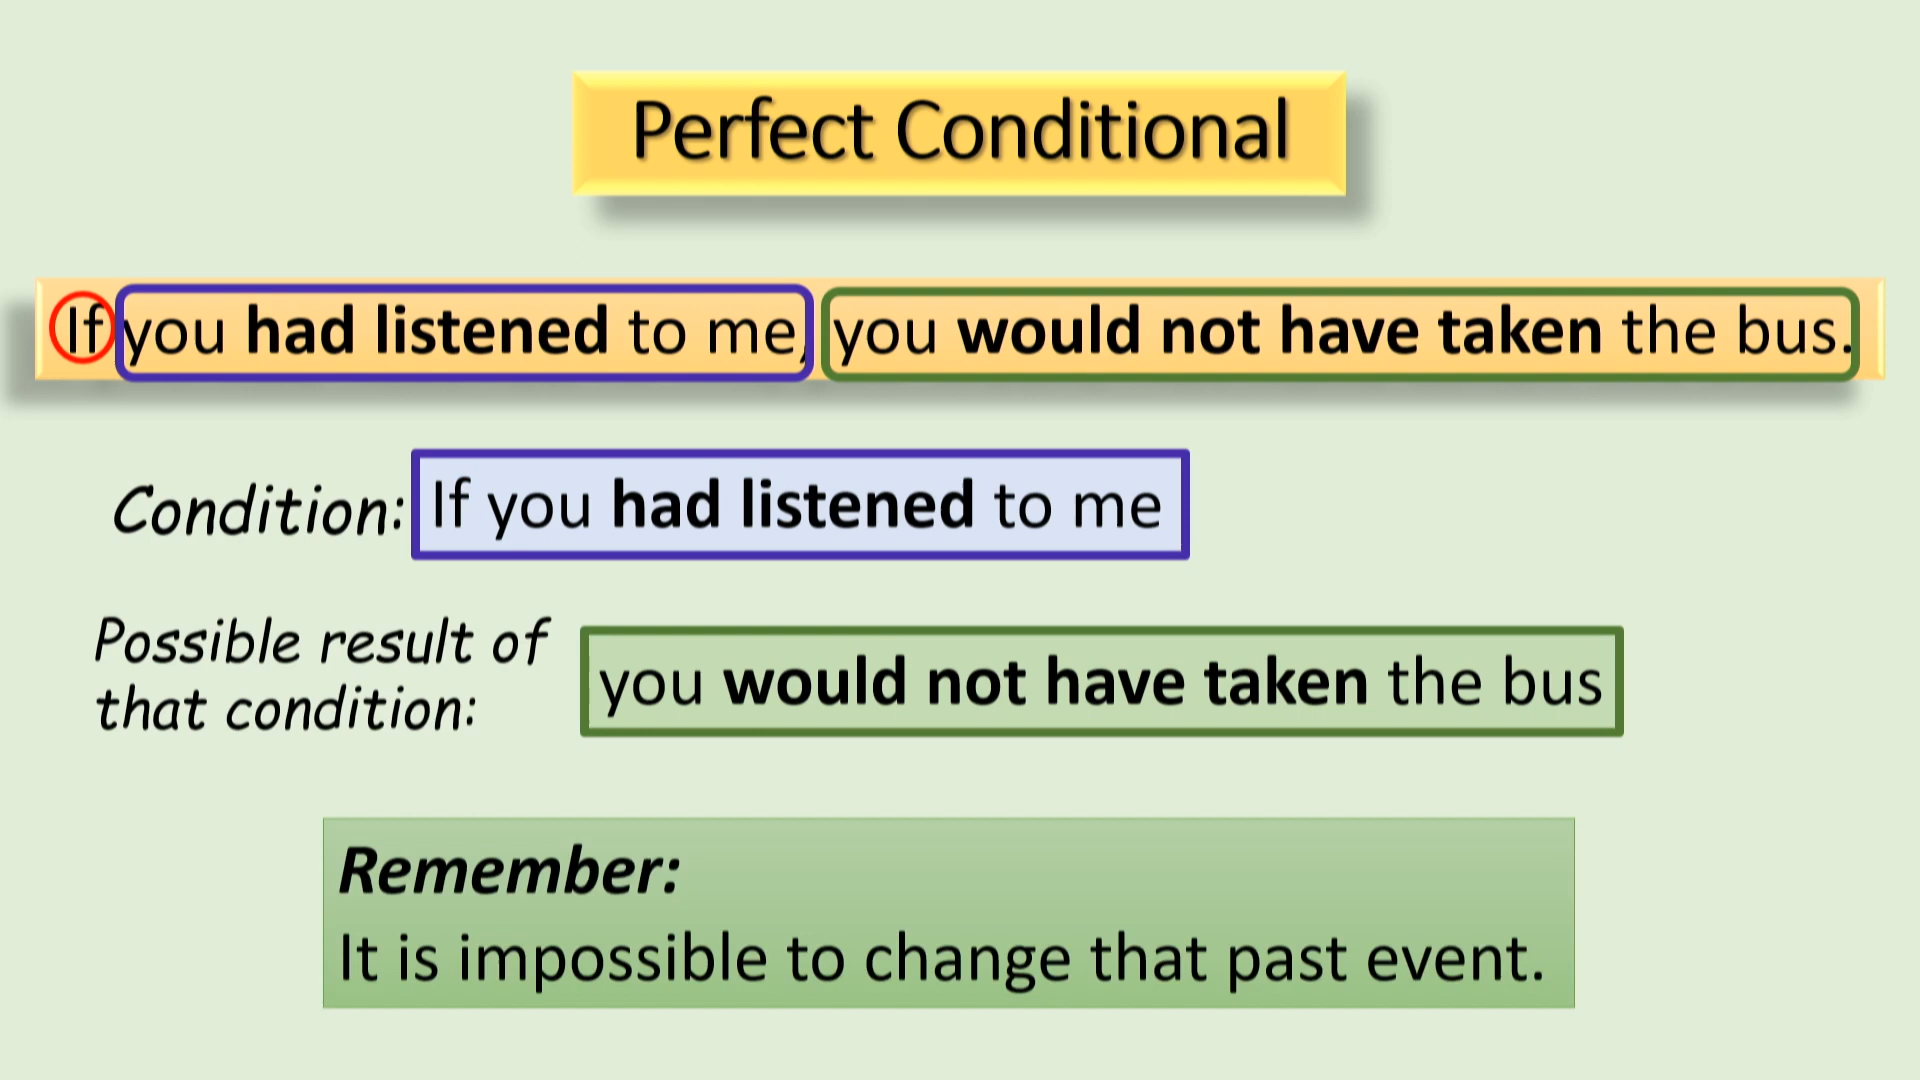 Perfect Conditional
If you had listened to me, you would not have taken the bus.
Condition: If you had listened to me
Possible result of
that condition:
you would not have taken the bus
Remember:
It is impossible to change that past event.